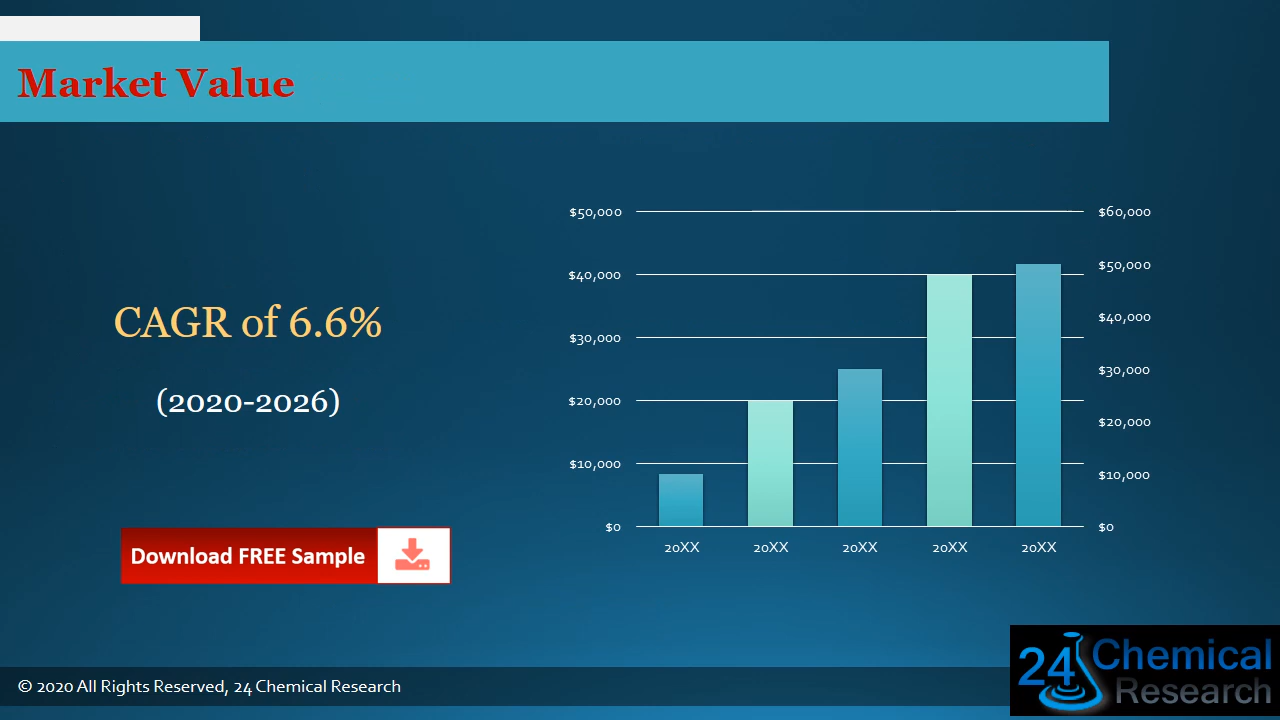 Market Value
CAGR of 6.6%
(2020-2026)
Download FREE Sample
$50,000
$40,000
$30,000
$20,000
$10,000
$0
$60,000
$50,000
$40,000
$30,000
$20,000
$10,000
$0
20XX 20XX 20XX 20XX 20XX
© 2020 All Rights Reserved, 24 Chemical Research
24 Chemical
Research